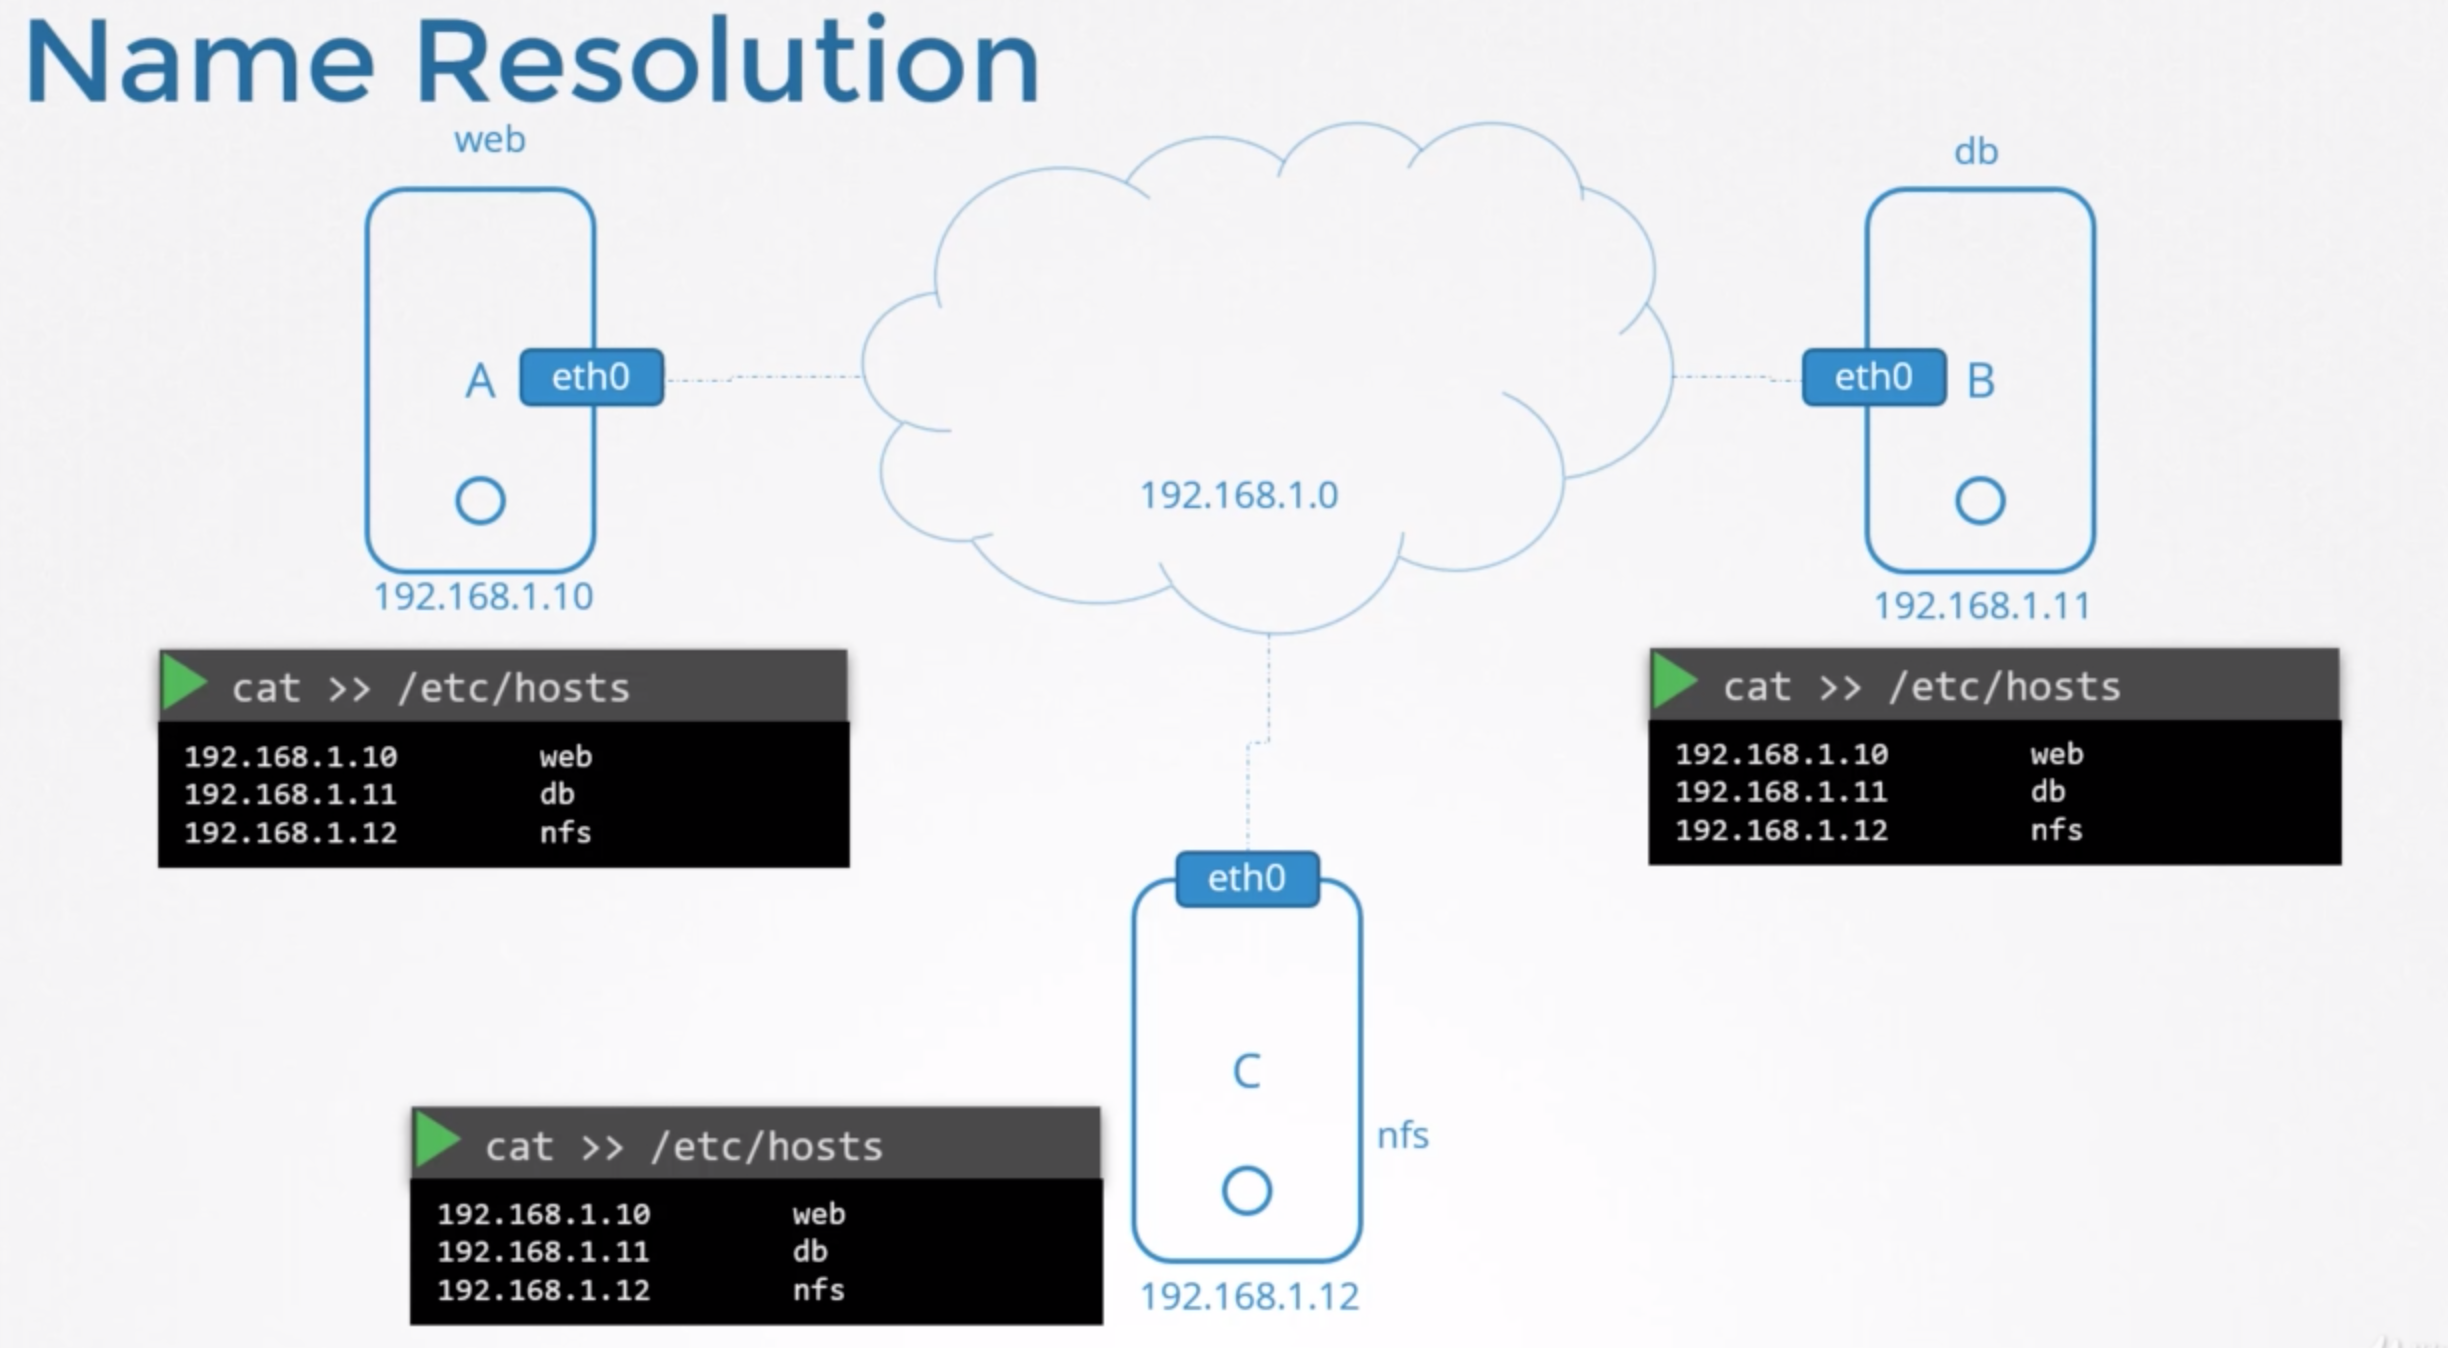 Name Resolution
web
db
A
eth0
eth0
B
192.168.1.0
192.168.1.10
192.168.1.11
cat >> /etc/hosts
192.168.1.10 web
192.168.1.11 db
192.168.1.12 nfs
cat >> /etc/hosts
192.168.1.10 web
192.168.1.11 db
192.168.1.12 nfs
eth0
C
nfs
cat >> /etc/hosts
192.168.1.10 web
192.168.1.11 db
192.168.1.12 nfs
192.168.1.12